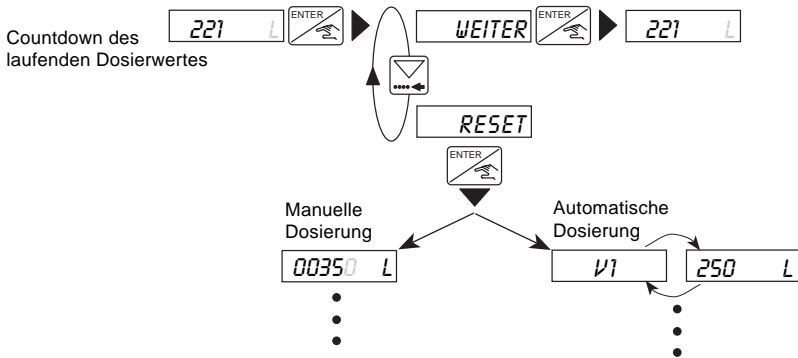 221 L ENTER WEITER ENTER 221 L
Countdown des
laufenden Dosierwertes
RESET
ENTER
Manuelle
Dosierung
Automatische
Dosierung
00350 L V1 250 L